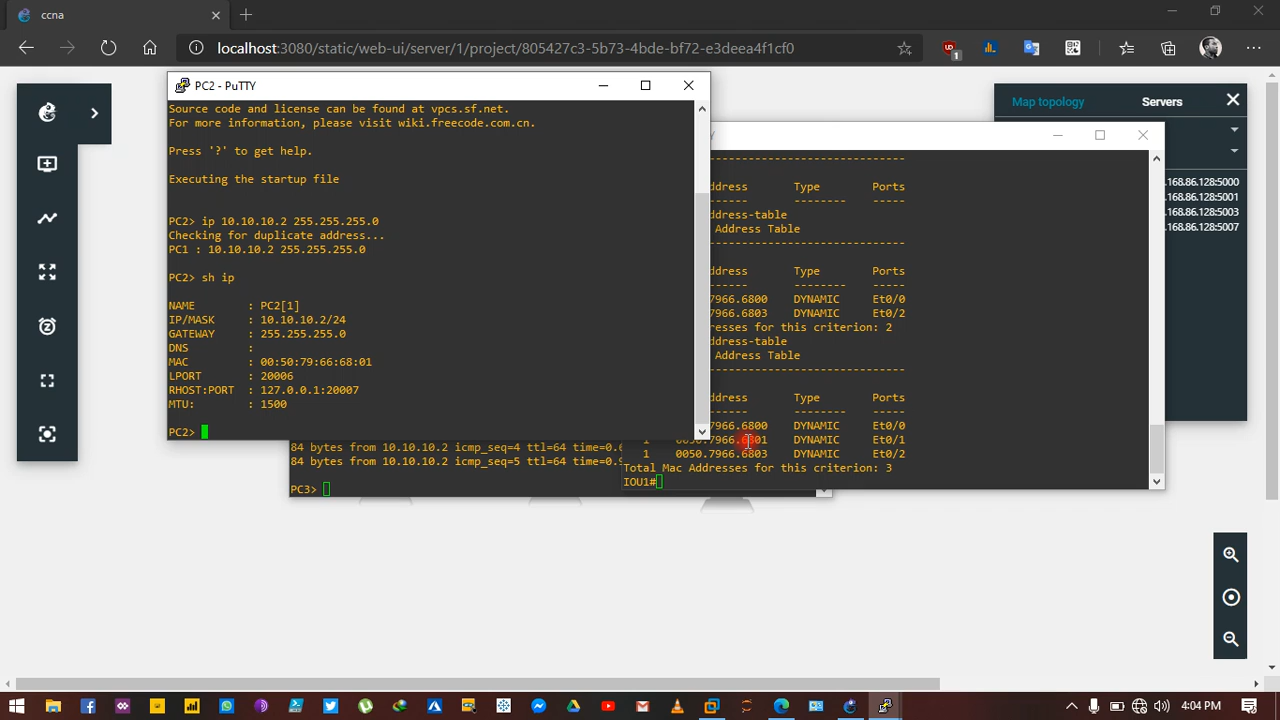 ccna
localhost:3080/static/web-ui/server/1/project/805427c3-5b73-4bde-bf72-e3deea4f1cf0
1
PC2 - PuTTY
Source code and license can be found at vpcs.sf.net.
For more information, please visit wiki.freecode.com.cn.
Press '?' to get help.
Executing the startup file
PC2> ip 10.10.10.2 255.255.255.0
Checking for duplicate address...
PC1 : 10.10.10.2 255.255.255.0
PC2> sh ip
NAME : PC2[1]
IP/MASK : 10.10.10.2/24
GATEWAY : 255.255.255.0
DNS :
MAC : 00:50:79:66:68:01
LPORT : 20006
RHOST:PORT : 127.0.0.1:20007
MTU: : 1500
PC2>
84 bytes from 10.10.10.2 icmp_seq=4 ttl=64 time=0.
84 bytes from 10.10.10.2 icmp_seq=5 ttl=64 time=0.
PC3>
Y
-----------------------------
ddress Type Ports
------ -------- -----
ddress-table
Address Table
-----------------------------
ddress Type Ports
------ -------- -----
.7966.6800 DYNAMIC Et0/0
.7966.6803 DYNAMIC Et0/2
resses for this criterion: 2
ddress-table
Address Table
-----------------------------
ddress Type Ports
------ -------- -----
.7966.6800 DYNAMIC Et0/0
1 0050.7966.6801 DYNAMIC Et0/1
1 0050.7966.6803 DYNAMIC Et0/2
Total Mac Addresses for this criterion: 3
IOU1#
Map topology Servers
.168.86.128:5000
.168.86.128:5001
.168.86.128:5003
.168.86.128:5007
4:04 PM